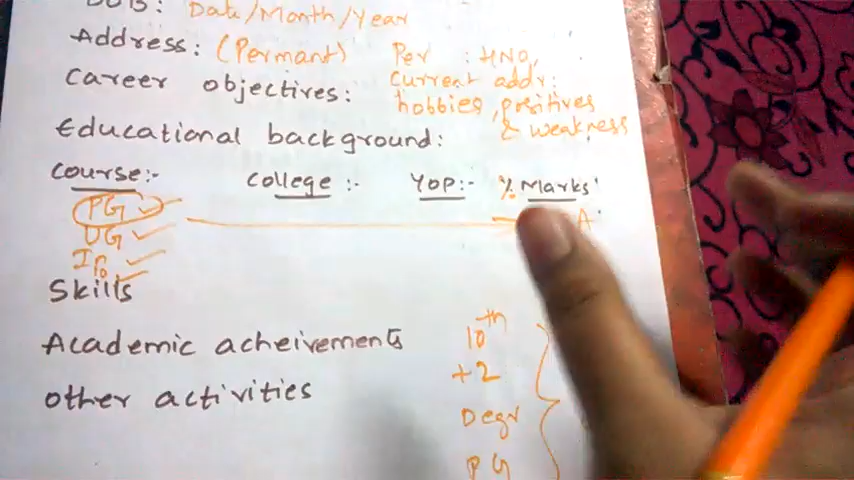 DOB: Date/Month/Year
Address: (Permant) Per : HNo,
Career objectives: current addr:
hobbies, positives
Educational background: & weakness
Course:- College :- YOP:- % Marks
PG A
UG
Skills
10th
Academic acheivements
+2
other activities
Degr
PG